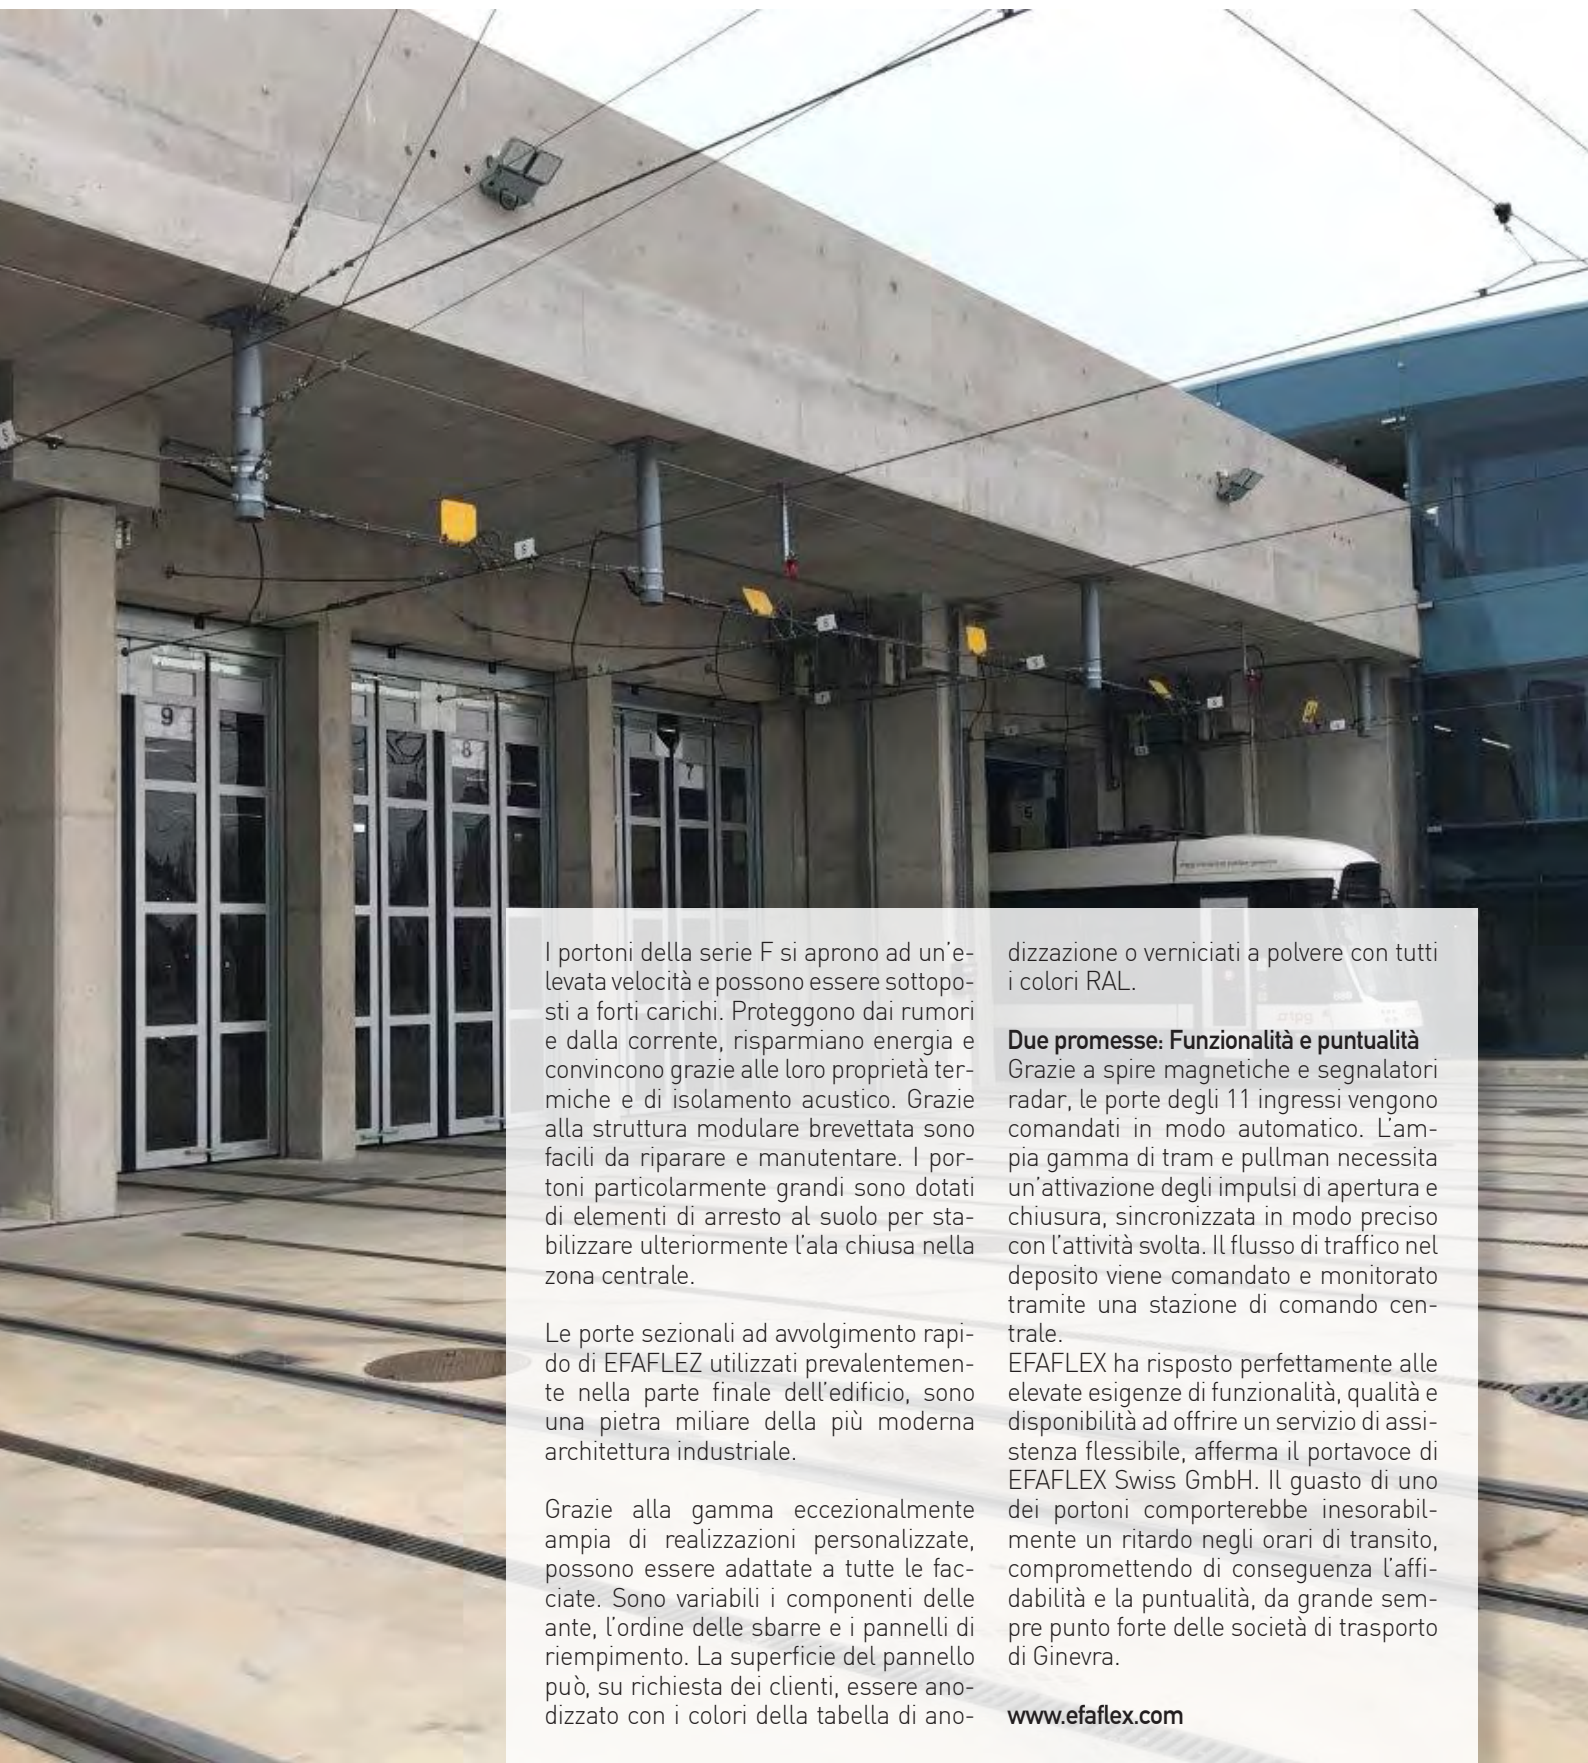 9
8
7
6
tpg
I portoni della serie F si aprono ad un'e-
levata velocità e possono essere sottopo-
sti a forti carichi. Proteggono dai rumori
e dalla corrente, risparmiano energia e
convincono grazie alle loro proprietà ter-
miche e di isolamento acustico. Grazie
alla struttura modulare brevettata sono
facili da riparare e manutentare. I por-
toni particolarmente grandi sono dotati
di elementi di arresto al suolo per sta-
bilizzare ulteriormente l'ala chiusa nella
zona centrale.
Le porte sezionali ad avvolgimento rapi-
do di EFAFLEZ utilizzati prevalentemen-
te nella parte finale dell'edificio, sono
una pietra miliare della più moderna
architettura industriale.
Grazie alla gamma eccezionalmente
ampia di realizzazioni personalizzate,
possono essere adattate a tutte le fac-
ciate. Sono variabili i componenti delle
ante, l'ordine delle sbarre e i pannelli di
riempimento. La superficie del pannello
può, su richiesta dei clienti, essere ano-
dizzato con i colori della tabella di ano-
dizzazione o verniciati a polvere con tutti
i colori RAL.
Due promesse: Funzionalità e puntualità
Grazie a spire magnetiche e segnalatori
radar, le porte degli 11 ingressi vengono
comandati in modo automatico. L'am-
pia gamma di tram e pullman necessita
un'attivazione degli impulsi di apertura e
chiusura, sincronizzata in modo preciso
con l'attività svolta. Il flusso di traffico nel
deposito viene comandato e monitorato
tramite una stazione di comando cen-
trale.
EFAFLEX ha risposto perfettamente alle
elevate esigenze di funzionalità, qualità e
disponibilità ad offrire un servizio di assi-
stenza flessibile, afferma il portavoce di
EFAFLEX Swiss GmbH. Il guasto di uno
dei portoni comporterebbe inesorabil-
mente un ritardo negli orari di transito,
compromettendo di conseguenza l'affi-
dabilità e la puntualità, da grande sem-
pre punto forte delle società di trasporto
di Ginevra.
www.efaflex.com